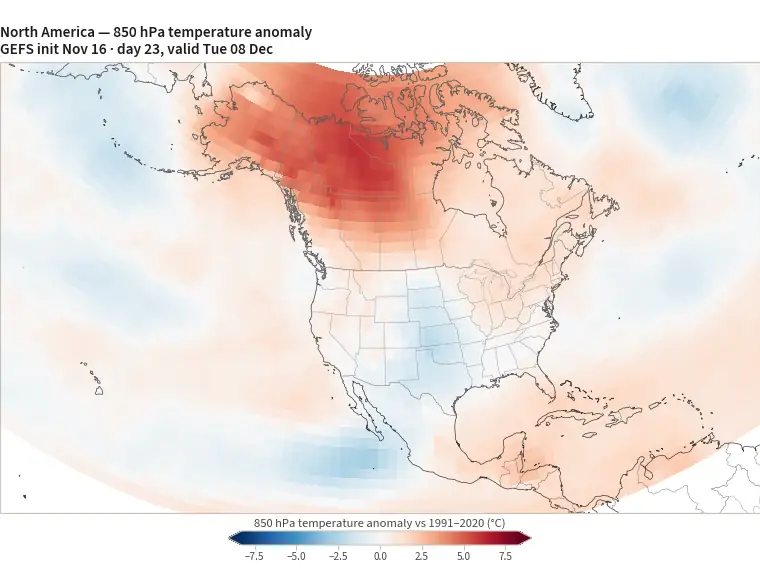 North America — 850 hPa temperature anomaly
GEFS init Nov 16 · day 23, valid Tue 08 Dec
850 hPa temperature anomaly vs 1991–2020 (°C)
−7.5 −5.0 −2.5 0.0 2.5 5.0 7.5